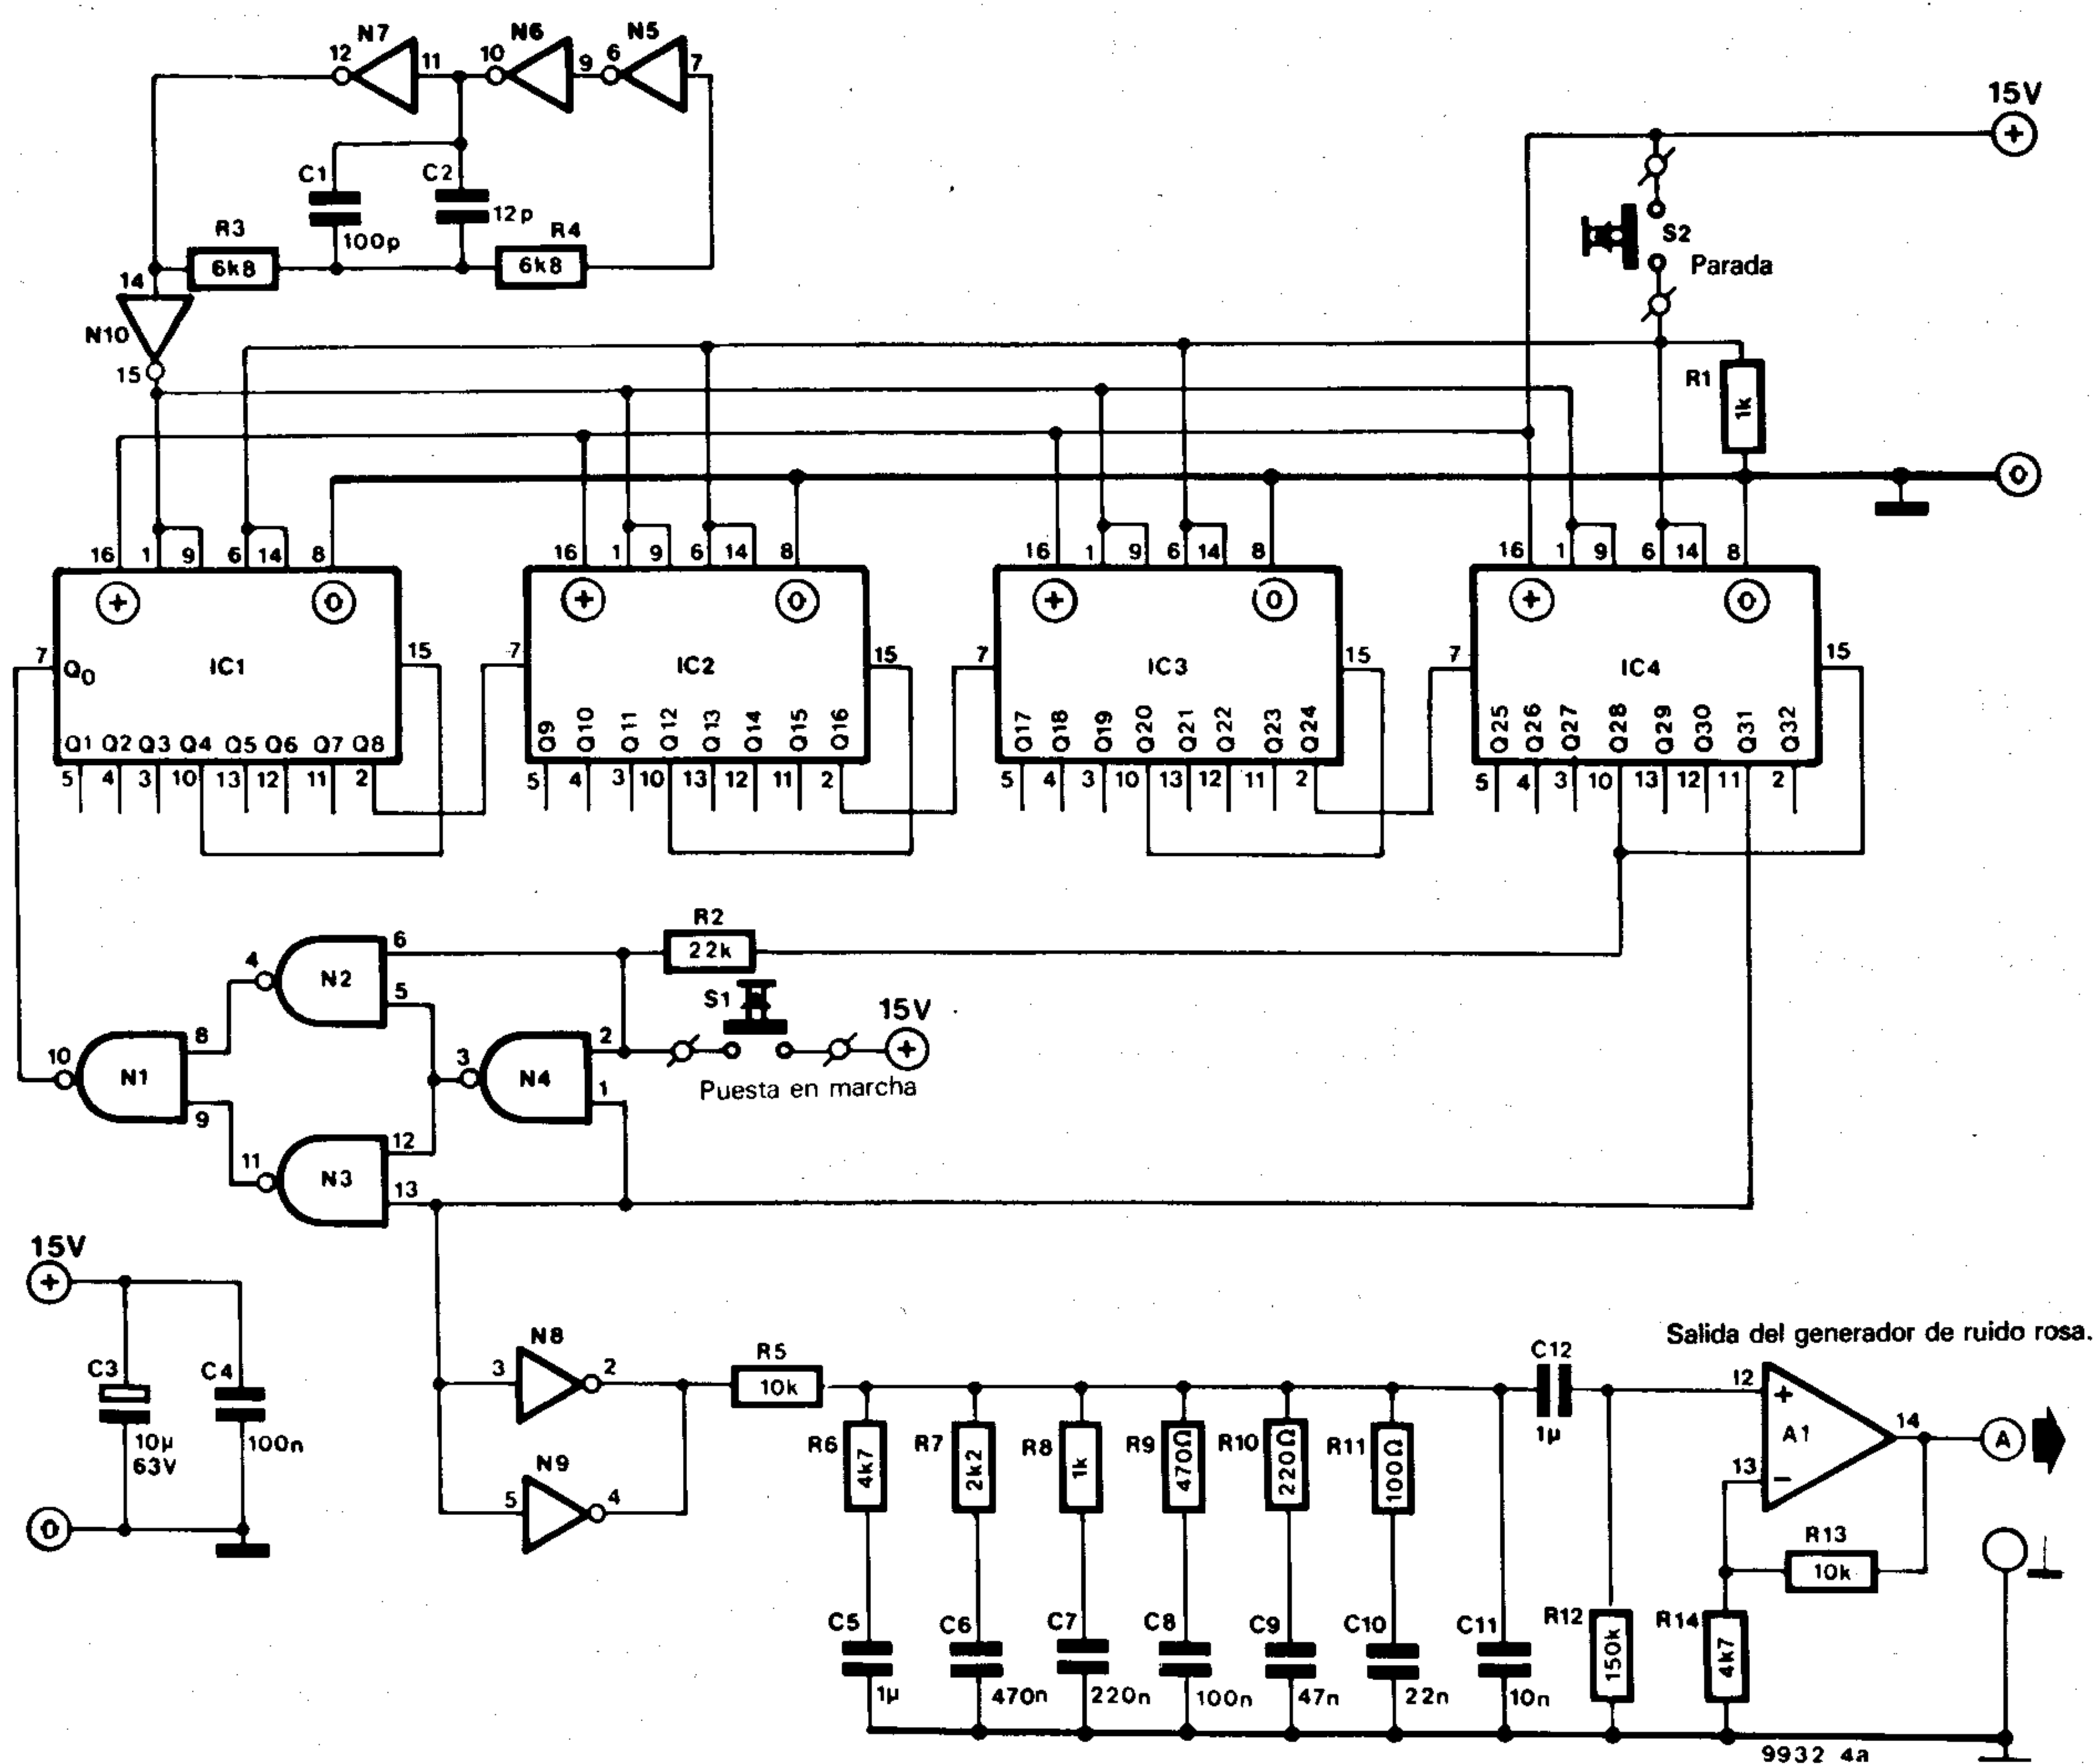 N7 N6 N5
12 11 10 9 6 7
C1 C2
100p 12p
R3 R4
6k8 6k8
14
N10
15
15V
+
S2
Parada
R1
1k
0
16 1 9 6 14 8
16 1 9 6 14 8
16 1 9 6 14 8
16 1 9 6 14 8
+ 0 + 0 + 0 + 0
7 Q0 IC1 15
7 IC2 15
7 IC3 15
7 IC4 15
Q1 Q2 Q3 Q4 Q5 Q6 Q7 Q8
Q9 Q10 Q11 Q12 Q13 Q14 Q15 Q16
Q17 Q18 Q19 Q20 Q21 Q22 Q23 Q24
Q25 Q26 Q27 Q28 Q29 Q30 Q31 Q32
5 4 3 10 13 12 11 2
5 4 3 10 13 12 11 2
5 4 3 10 13 12 11 2
5 4 3 10 13 12 11 2
R2
22k
6
4 N2
5
S1
15V
+
2
8
10 N1
3 N4
1
9
Puesta en marcha
12
11 N3
13
15V
+
C3 C4
10µ
63V
100n
0
N8
3 2
N9
5 4
R5
10k
Salida del generador de ruido rosa.
C12
1µ
12
+
A1
14
A
13
−
R6 R7 R8 R9 R10 R11
4k7 2k2 1k 470Ω 220Ω 100Ω
R13
10k
C5 C6 C7 C8 C9 C10 C11
1µ 470n 220n 100n 47n 22n 10n
R12
150k
R14
4k7
9932 4a